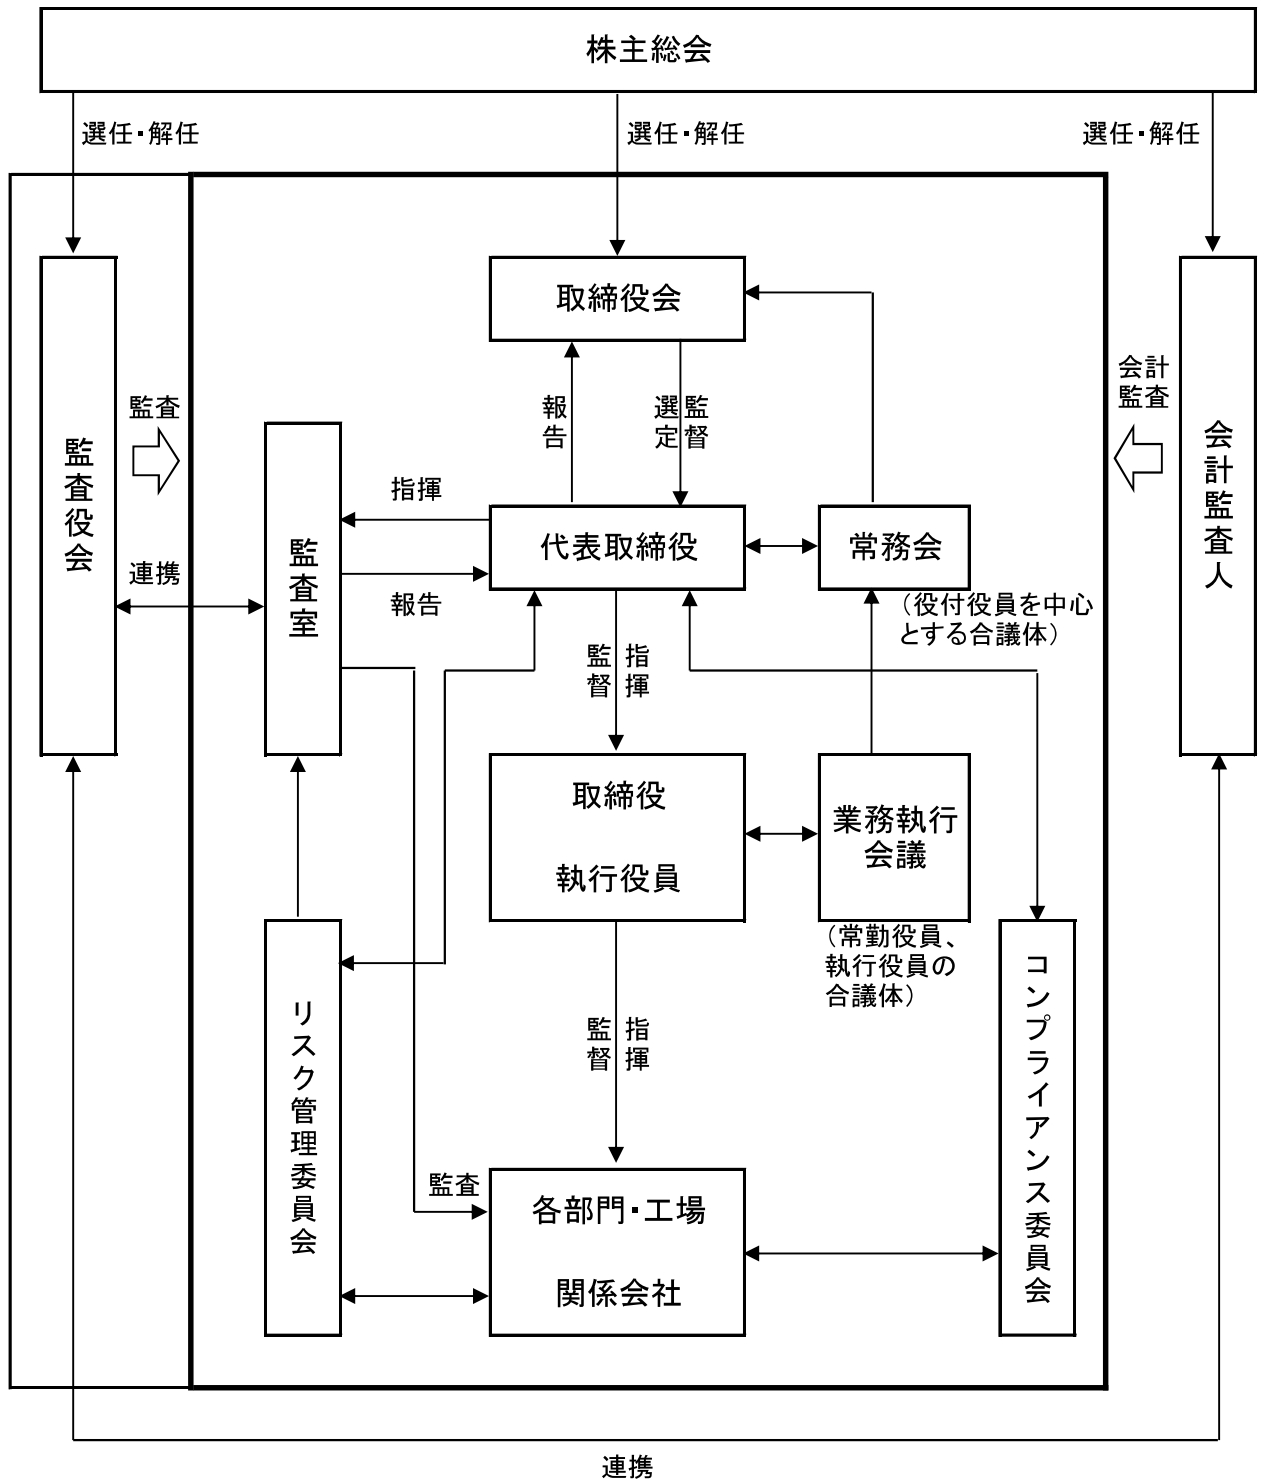 株主総会
選任・解任
選任・解任
選任・解任
取締役会
監査
会計
監査
報告
選定
監督
監査役会
会計監査人
指揮
監査室
代表取締役
常務会
連携
報告
（役付役員を中心
とする合議体）
監督
指揮
取締役
執行役員
業務執行
会議
（常勤役員、
執行役員の
合議体）
リスク管理委員会
コンプライアンス委員会
監督
指揮
監査
各部門・工場
関係会社
連携